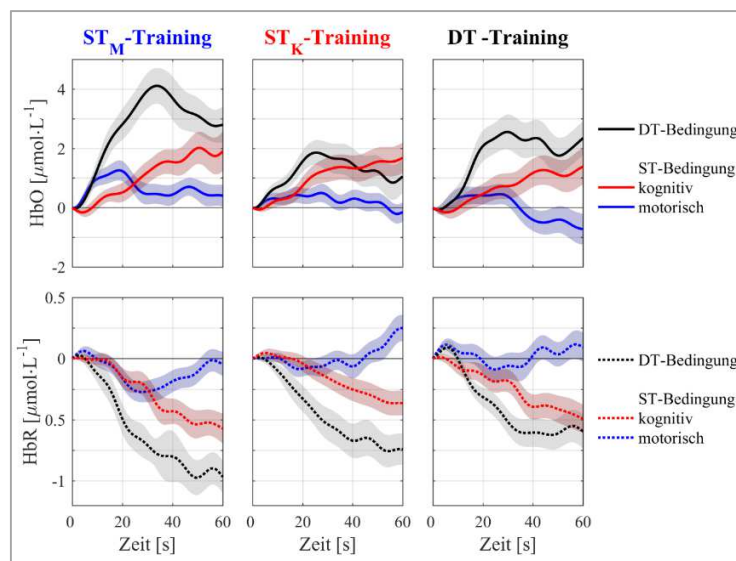 ST_M-Training
ST_K-Training
DT -Training
HbO [μmol·L⁻¹]
4
2
0
-2
DT-Bedingung
ST-Bedingung
kognitiv
motorisch
HbR [μmol·L⁻¹]
0.5
0
0.5
-1
DT-Bedingung
ST-Bedingung
kognitiv
motorisch
0 20 40 60
0 20 40 60
0 20 40 60
Zeit [s]
Zeit [s]
Zeit [s]